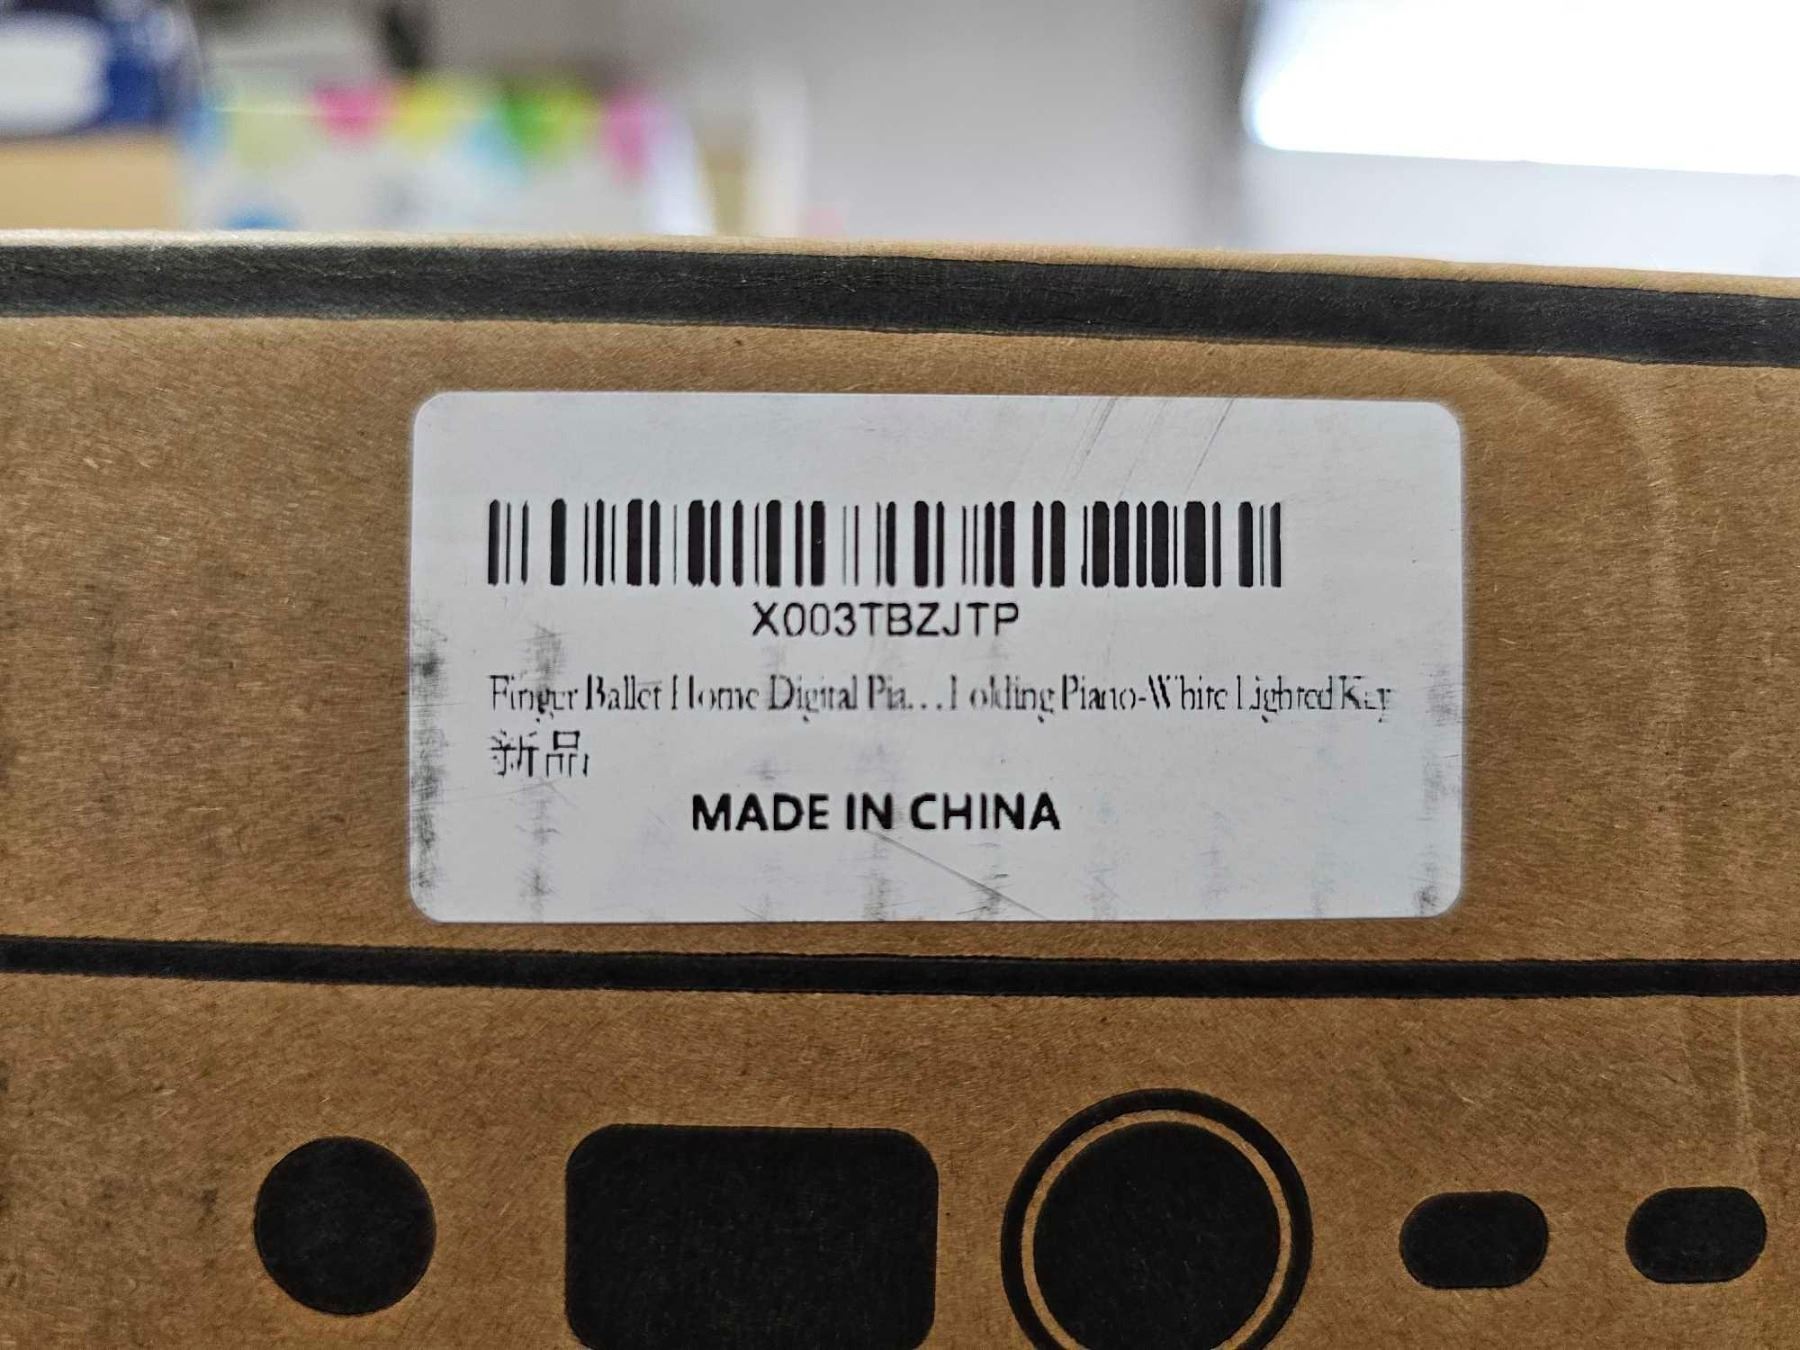 X003TBZJTP
Finger Ballet Home Digital Pia...Folding Piano-White Lighted Key
新品
MADE IN CHINA